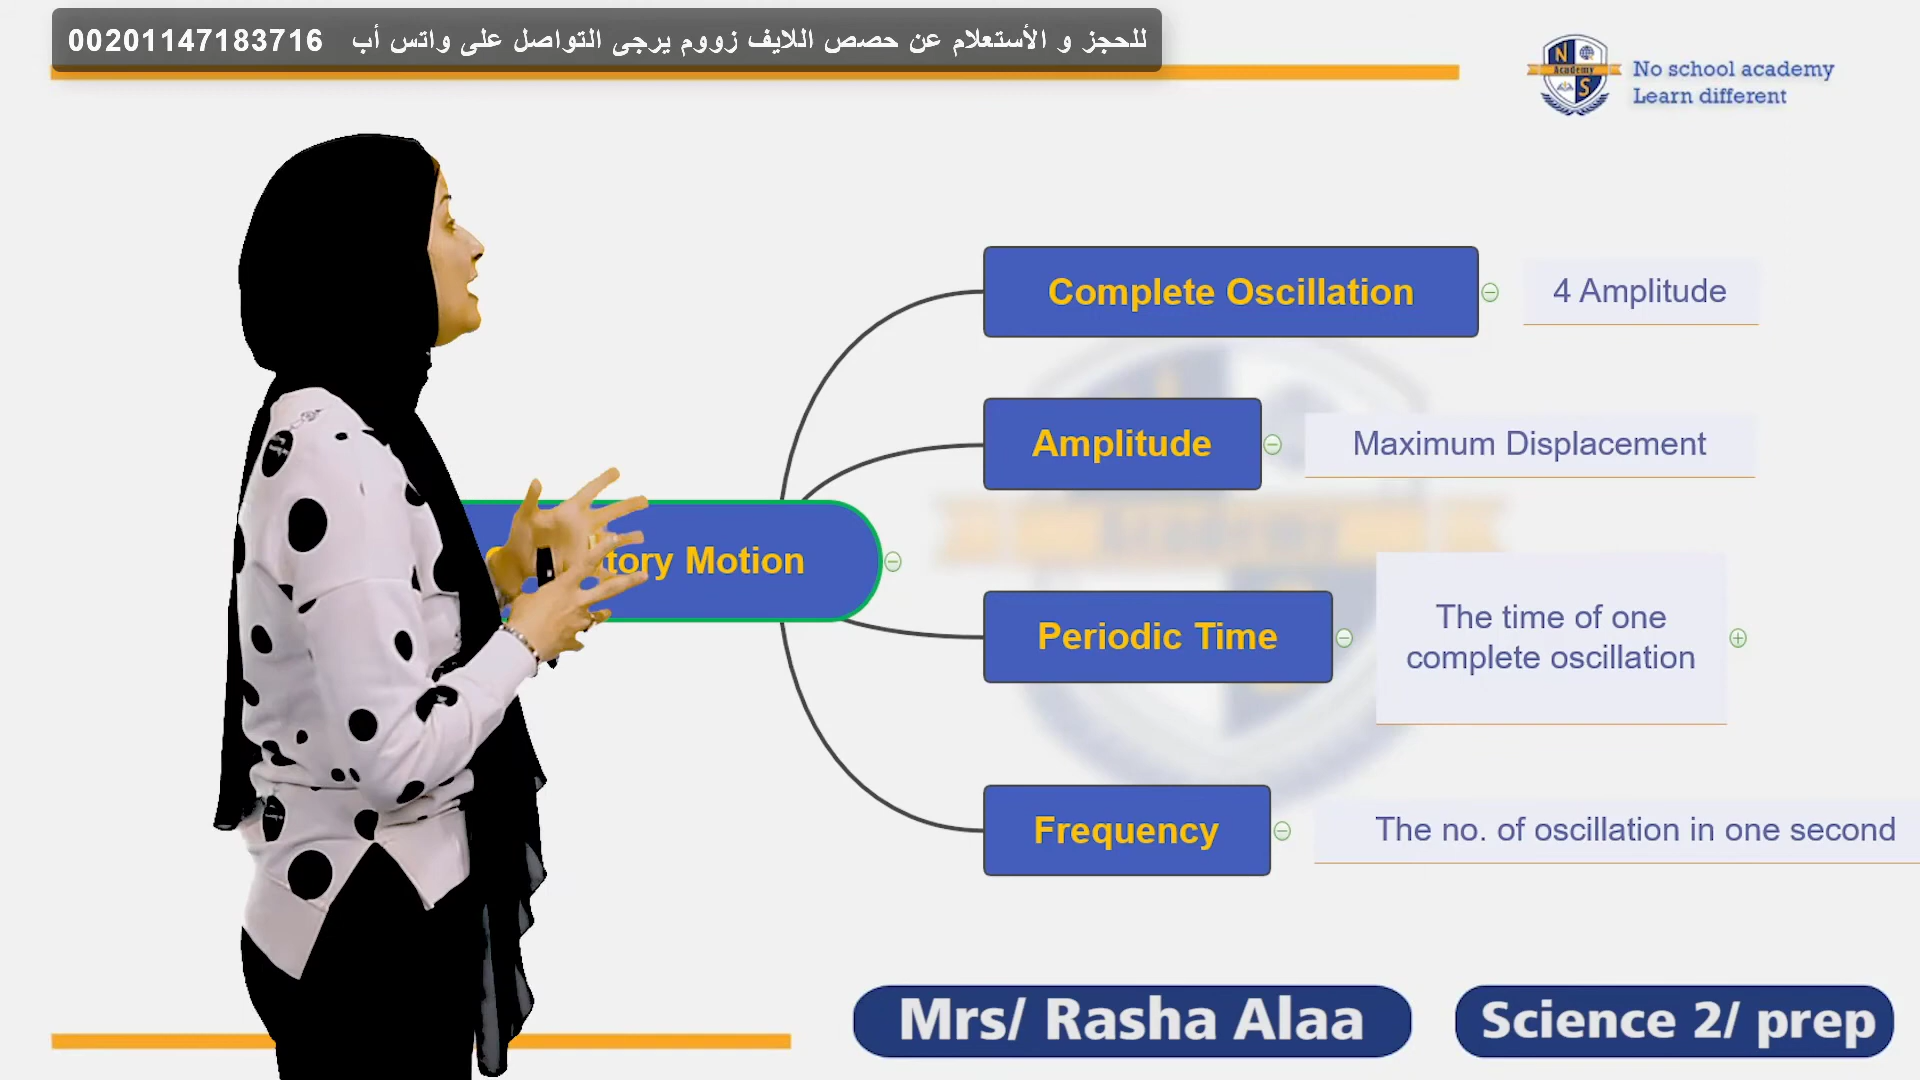 للحجز و الأستعلام عن حصص اللايف زووم يرجى التواصل على واتس أب 00201147183716
N
Academy
S
No school academy
Learn different
Complete Oscillation
4 Amplitude
Amplitude
Maximum Displacement
tory Motion
Periodic Time
The time of one
complete oscillation
Frequency
The no. of oscillation in one second
Mrs/ Rasha Alaa
Science 2/ prep